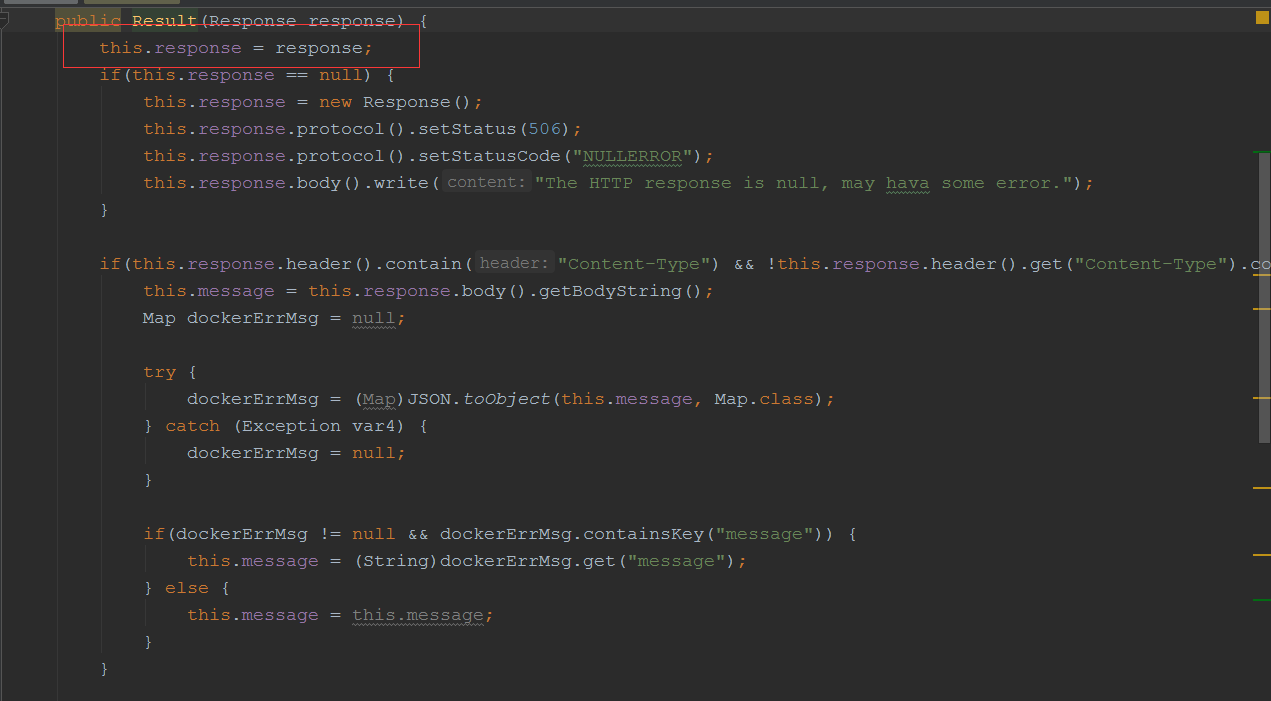 public Result(Response response) {
this.response = response;
if(this.response == null) {
this.response = new Response();
this.response.protocol().setStatus(506);
this.response.protocol().setStatusCode("NULLERROR");
this.response.body().write( content: "The HTTP response is null, may hava some error.");
}
if(this.response.header().contain( header: "Content-Type") && !this.response.header().get("Content-Type").co
this.message = this.response.body().getBodyString();
Map dockerErrMsg = null;
try {
dockerErrMsg = (Map)JSON.toObject(this.message, Map.class);
} catch (Exception var4) {
dockerErrMsg = null;
}
if(dockerErrMsg != null && dockerErrMsg.containsKey("message")) {
this.message = (String)dockerErrMsg.get("message");
} else {
this.message = this.message;
}
}